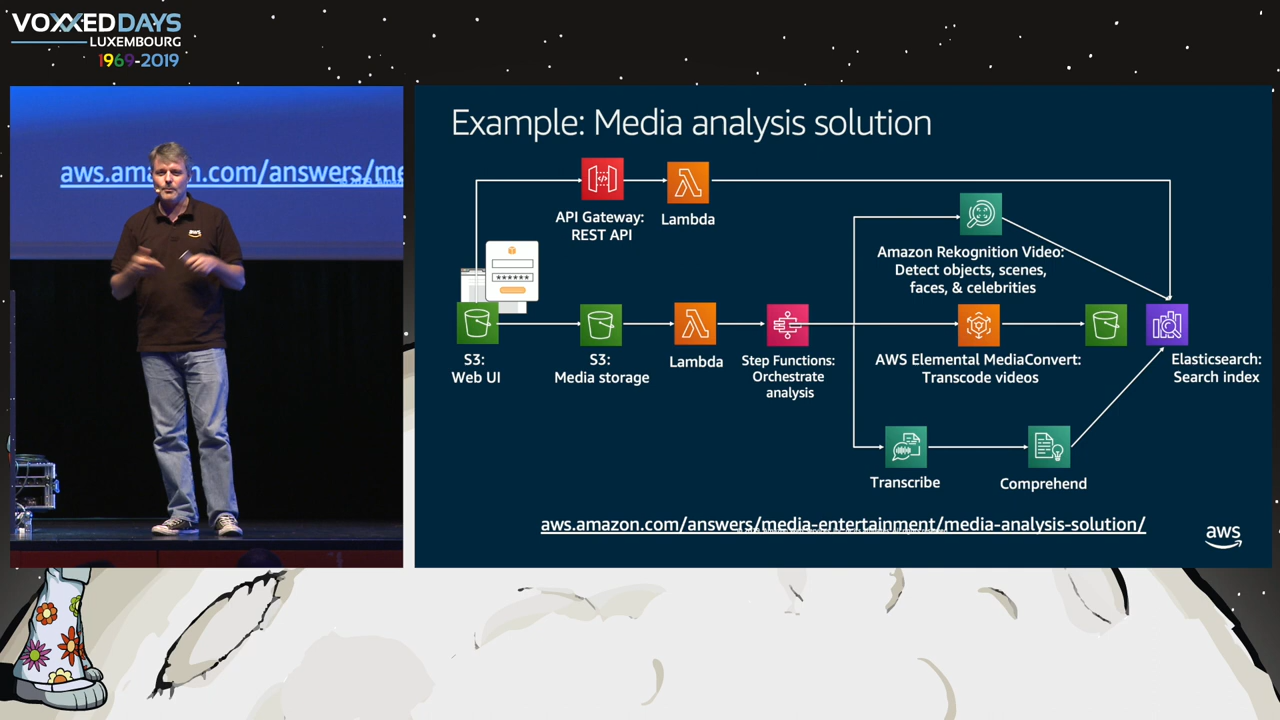 VOXXED DAYS
LUXEMBOURG
1969-2019
aws.amazon.com/answers/me
aws
Example: Media analysis solution
API Gateway:
REST API
Lambda
Amazon Rekognition Video:
Detect objects, scenes,
faces, & celebrities
******
S3:
Web UI
S3:
Media storage
Lambda
Step Functions:
Orchestrate
analysis
AWS Elemental MediaConvert:
Transcode videos
Elasticsearch:
Search index
Transcribe
Comprehend
aws.amazon.com/answers/media-entertainment/media-analysis-solution/
aws